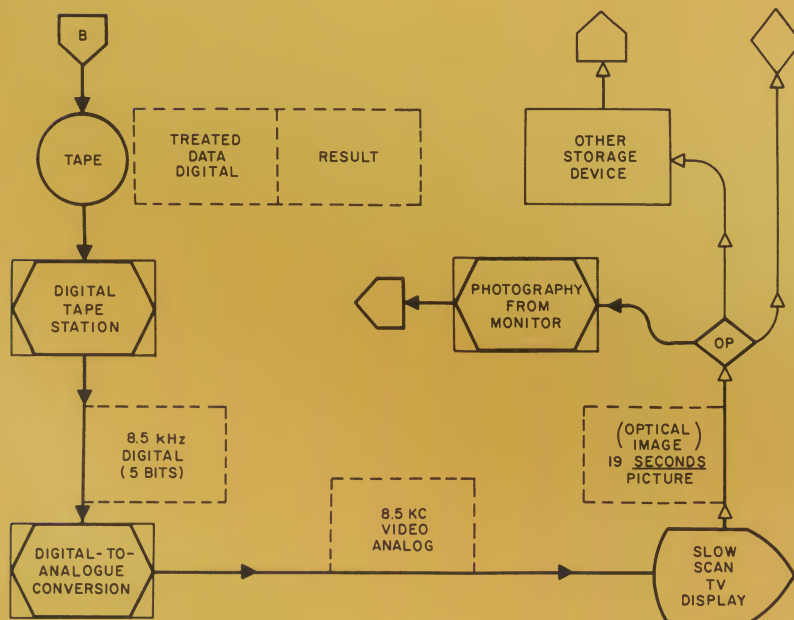 B
TAPE
TREATED
DATA
DIGITAL
RESULT
OTHER
STORAGE
DEVICE
DIGITAL
TAPE
STATION
PHOTOGRAPHY
FROM
MONITOR
OP
8.5 kHz
DIGITAL
(5 BITS)
(OPTICAL
IMAGE)
19 SECONDS
PICTURE
8.5 KC
VIDEO
ANALOG
DIGITAL-TO-
ANALOGUE
CONVERSION
SLOW
SCAN
TV
DISPLAY